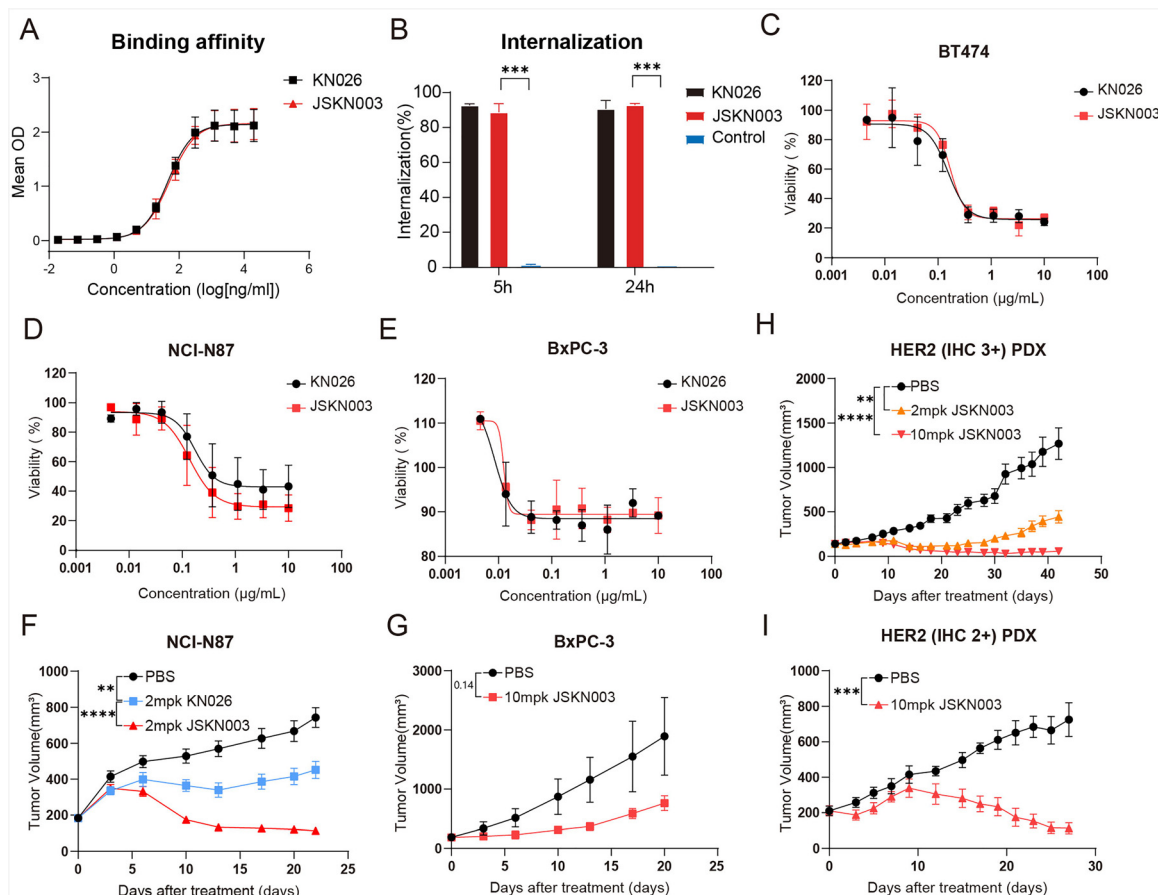 A
Binding affinity
3
2
1
0
Mean OD
-2
0
2
4
6
Concentration (log[ng/ml])
KN026
JSKN003
B
Internalization
***
***
100
80
60
40
20
0
Internalization(%)
5h
24h
KN026
JSKN003
Control
C
BT474
120
100
80
60
40
20
0
Viability ( %)
0.001
0.01
0.1
1
10
100
Concentration (μg/mL)
KN026
JSKN003
D
NCI-N87
120
100
80
60
40
20
0
Viability ( %)
0.001
0.01
0.1
1
10
100
Concentration (μg/mL)
KN026
JSKN003
E
BxPC-3
120
110
100
90
80
Viability ( %)
0.001
0.01
0.1
1
10
100
Concentration (μg/mL)
KN026
JSKN003
H
HER2 (IHC 3+) PDX
2000
1500
1000
500
0
Tumor Volume(mm³)
0
10
20
30
40
50
Days after treatment (days)
**
****
PBS
2mpk JSKN003
10mpk JSKN003
F
NCI-N87
1000
800
600
400
200
0
Tumor Volume(mm³)
0
5
10
15
20
25
Days after treatment (days)
**
****
PBS
2mpk KN026
2mpk JSKN003
G
BxPC-3
3000
2000
1000
0
Tumor Volume(mm³)
0
5
10
15
20
25
Days after treatment (days)
0.14
PBS
10mpk JSKN003
I
HER2 (IHC 2+) PDX
1000
800
600
400
200
0
Tumor Volume(mm³)
0
10
20
30
Days after treatment (days)
***
PBS
10mpk JSKN003